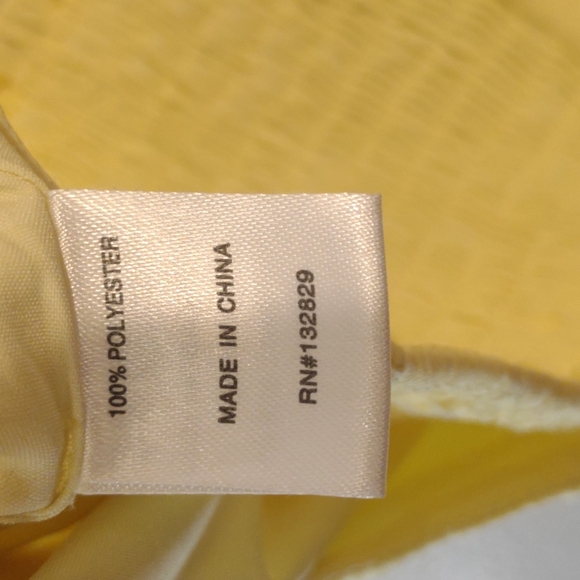 100% POLYESTER
MADE IN CHINA
RN#132829